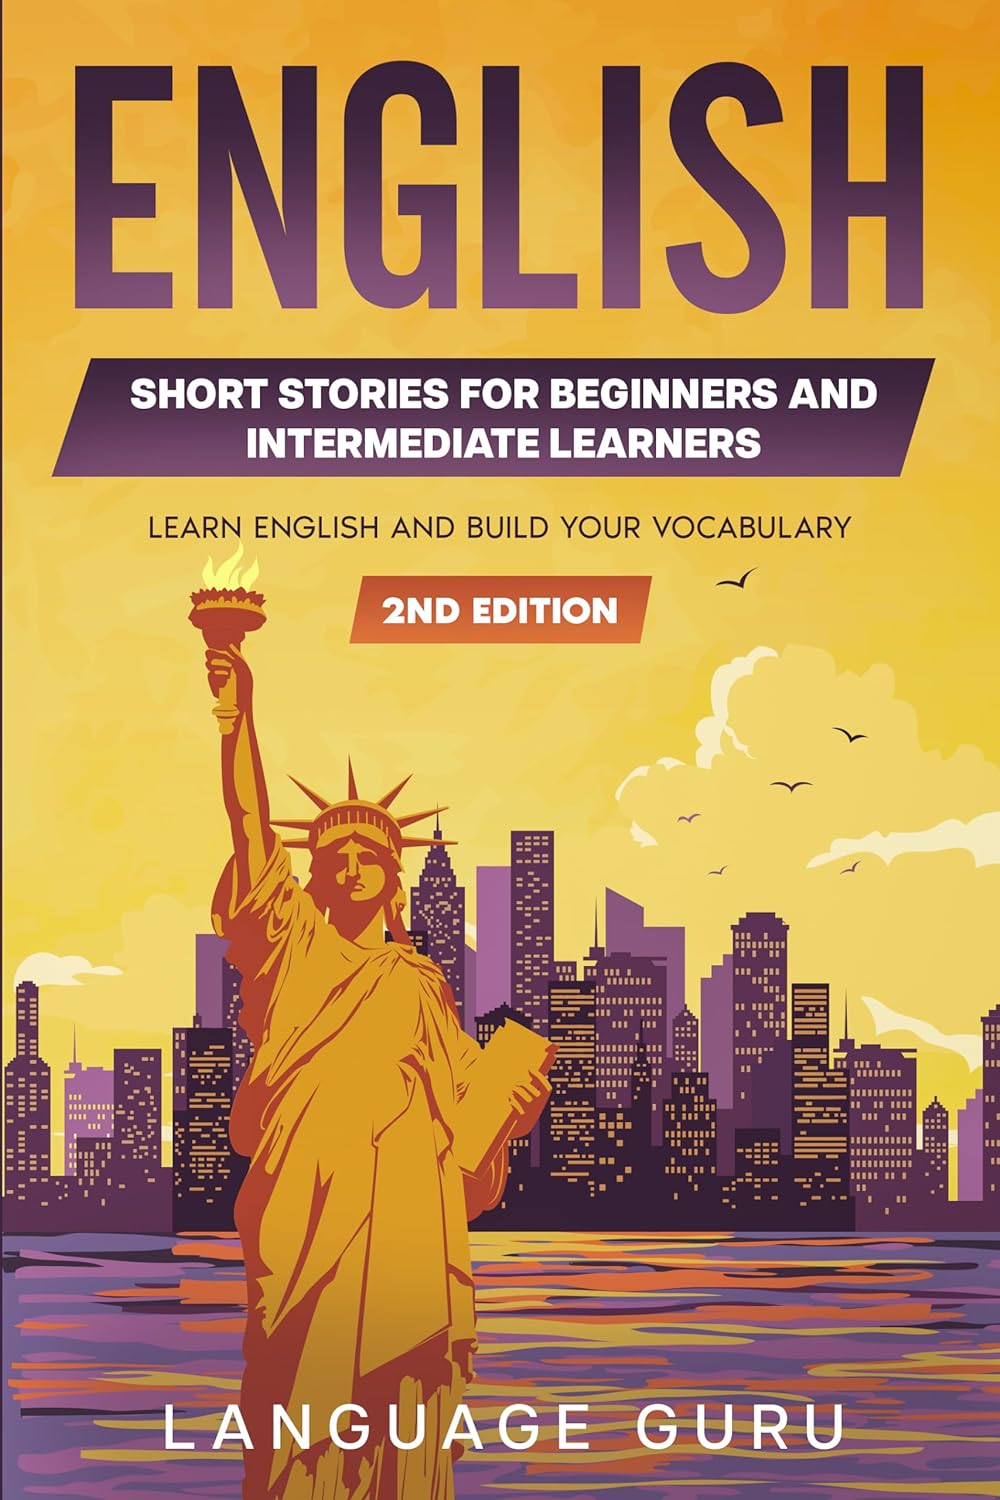 ENGLISH
SHORT STORIES FOR BEGINNERS AND
INTERMEDIATE LEARNERS
LEARN ENGLISH AND BUILD YOUR VOCABULARY
2ND EDITION
LANGUAGE GURU